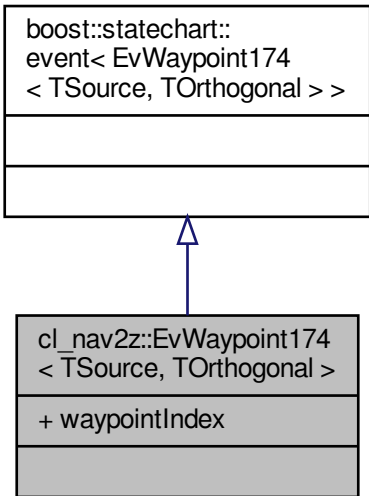 boost::statechart::
event< EvWaypoint174
< TSource, TOrthogonal > >
cl_nav2z::EvWaypoint174
< TSource, TOrthogonal >
+ waypointIndex